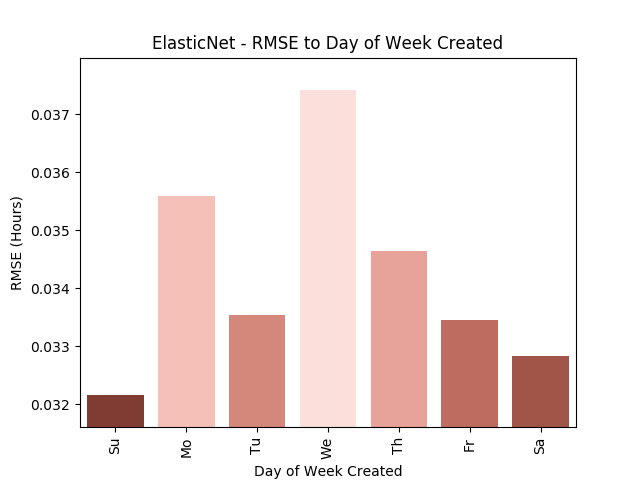 ElasticNet - RMSE to Day of Week Created
RMSE (Hours)
0.037
0.036
0.035
0.034
0.033
0.032
Su Mo Tu We Th Fr Sa
Day of Week Created